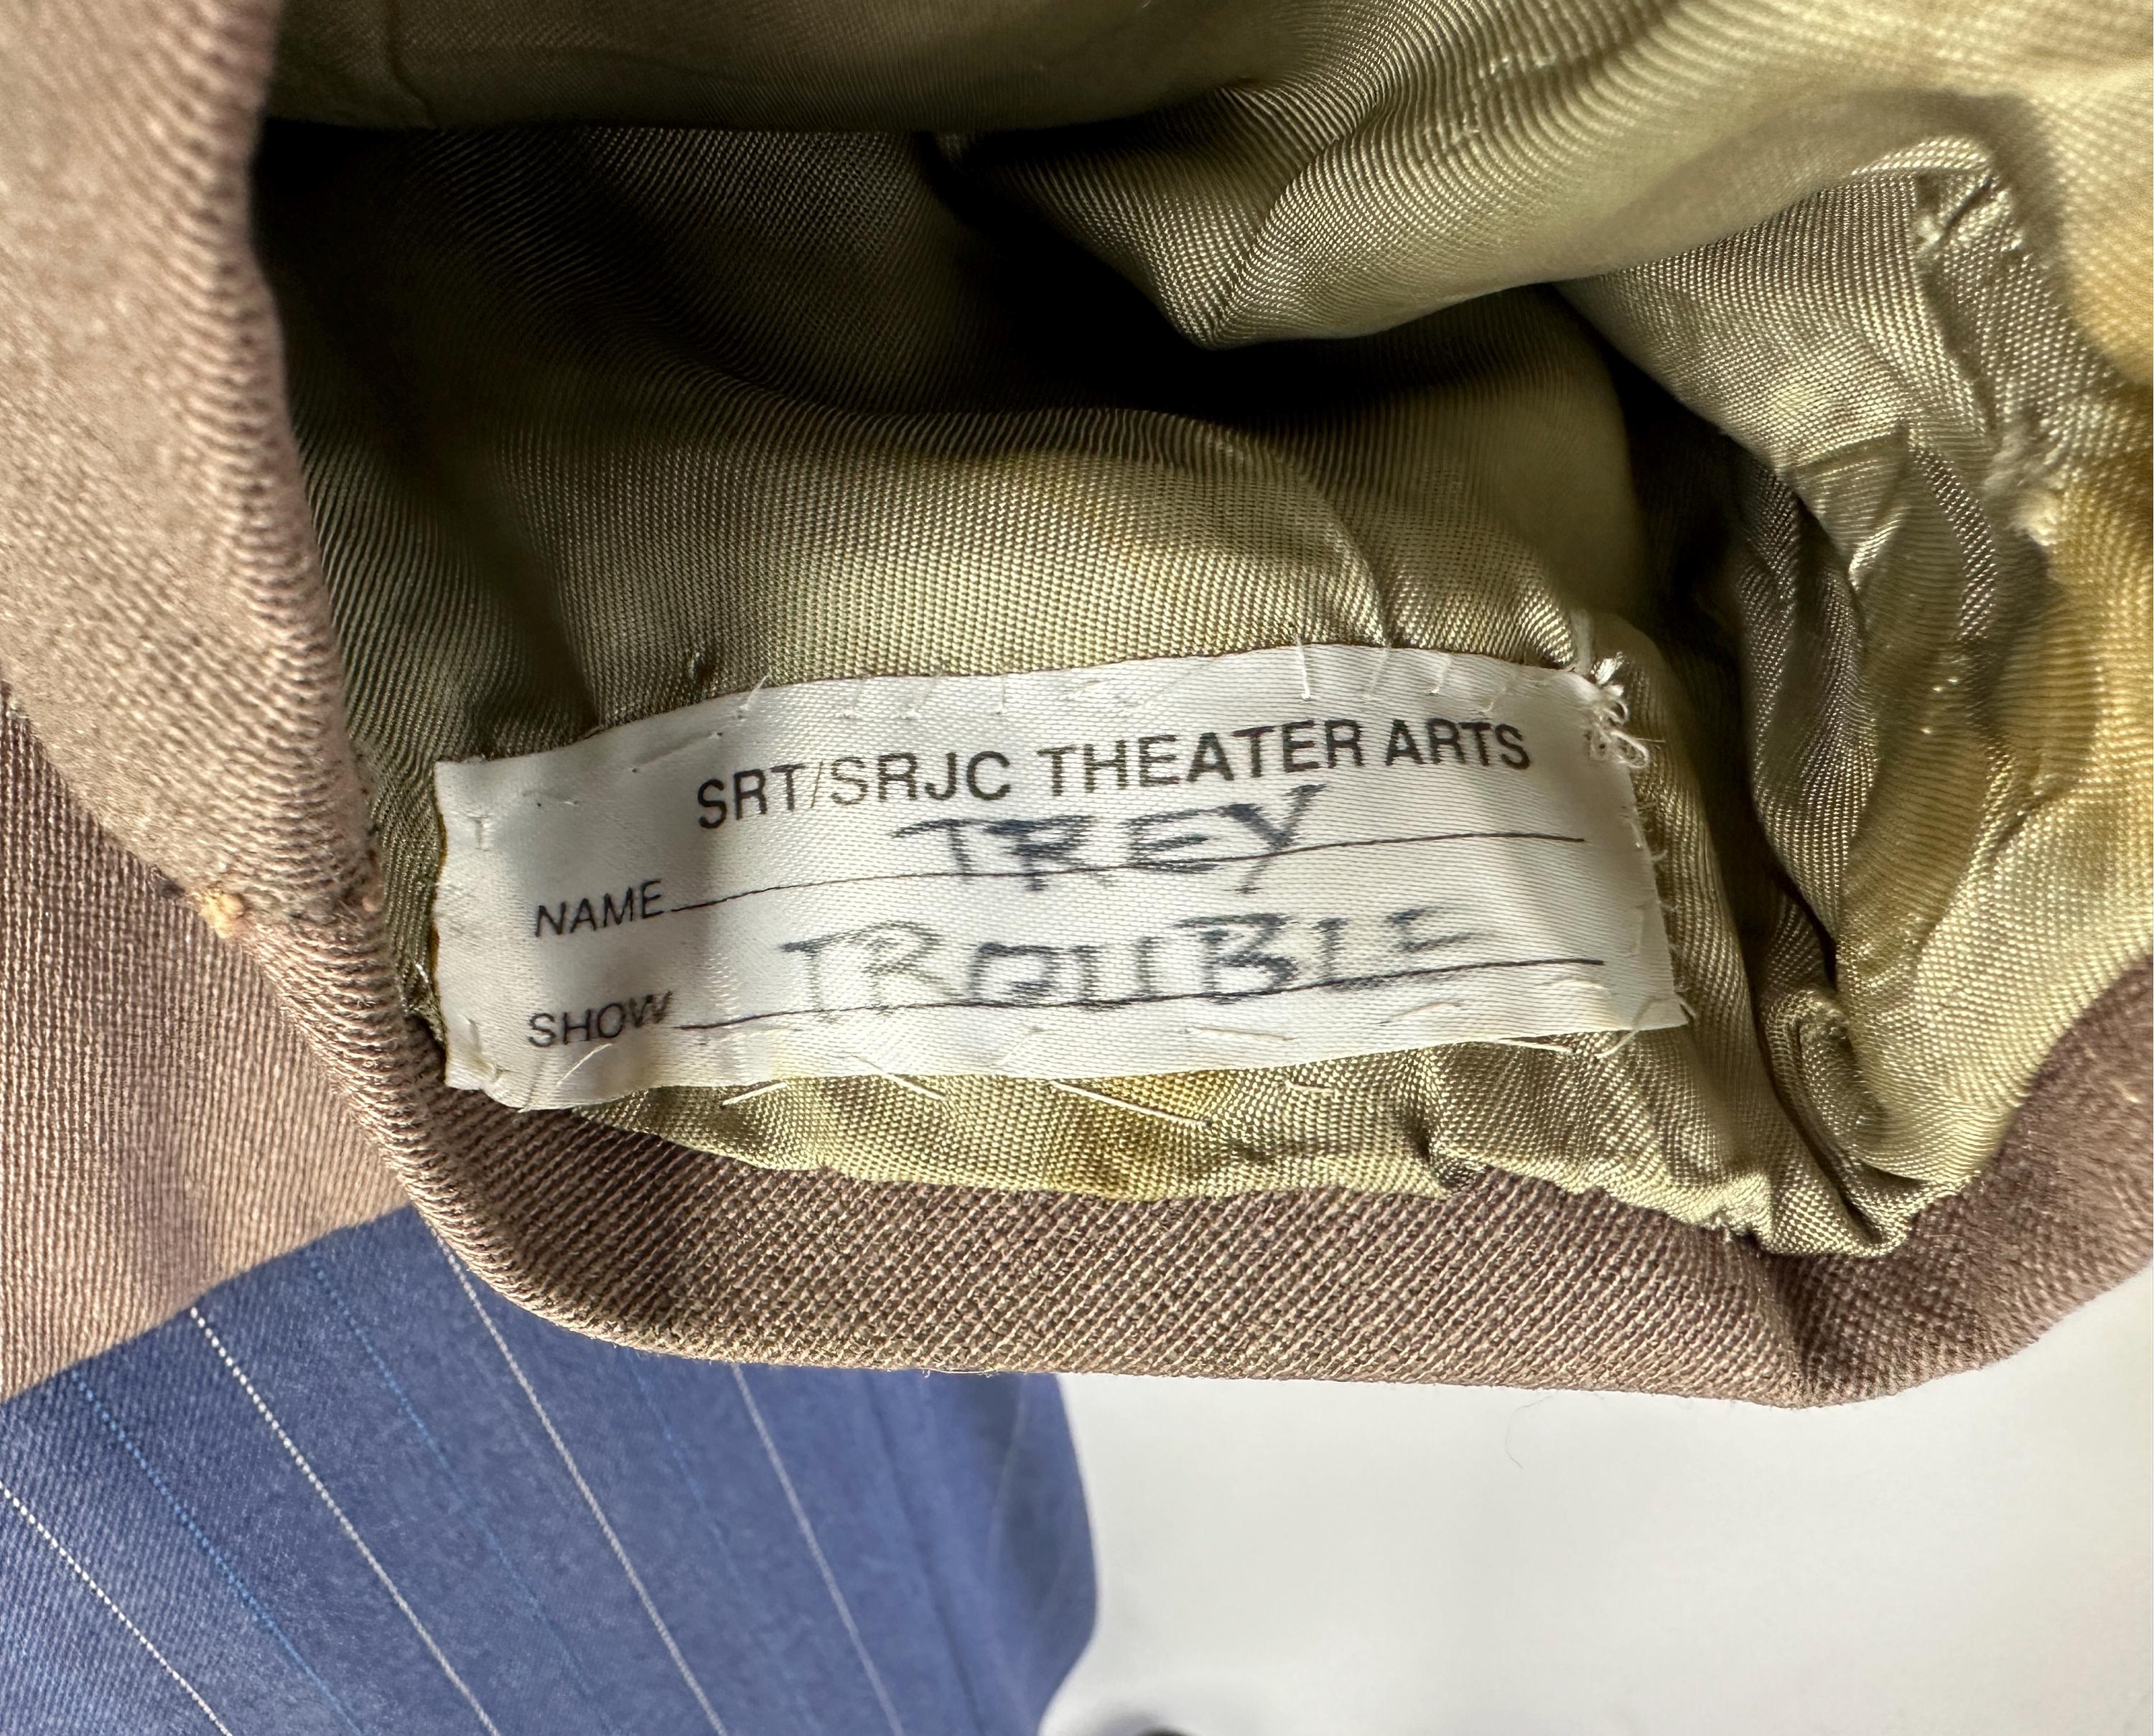 SRT/SRJC THEATER ARTS
NAME TREY
SHOW TROUBLE